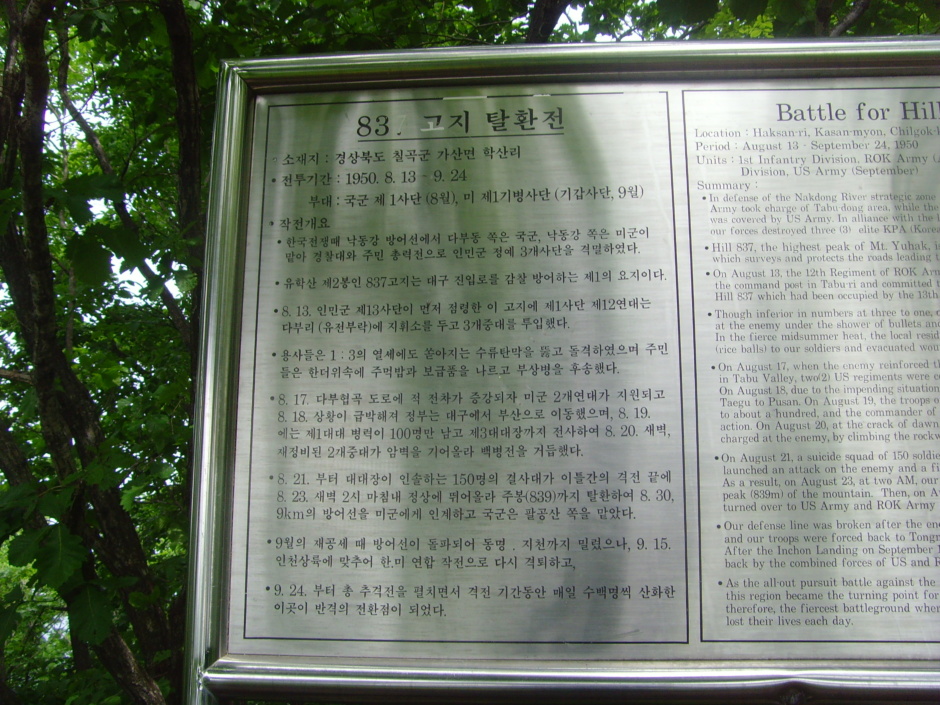 83 고지 탈환전
소재지 : 경상북도 칠곡군 가산면 학산리
• 전투기간 : 1950. 8. 13 - 9. 24
부대 : 국군 제1사단 (8월), 미 제1기병사단 (기갑사단, 9월)
• 작전개요
• 한국전쟁때 낙동강 방어선에서 다부동 쪽은 국군, 낙동강 쪽은 미군이
맡아 경찰대와 주민 총력전으로 인민군 정예 3개사단을 격멸하였다.
• 유학산 제2봉인 837고지는 대구 진입로를 감찰 방어하는 제1의 요지이다.
• 8. 13. 인민군 제13사단이 먼저 점령한 이 고지에 제1사단 제12연대는
다부리 (유전부락)에 지휘소를 두고 3개중대를 투입했다.
• 용사들은 1 : 3의 열세에도 쏟아지는 수류탄막을 뚫고 돌격하였으며 주민
들은 한더위속에 주먹밥과 보급품을 나르고 부상병을 후송했다.
• 8. 17. 다부협곡 도로에 적 전차가 증강되자 미군 2개연대가 지원되고
8. 18. 상황이 급박해져 정부는 대구에서 부산으로 이동했으며, 8. 19.
에는 제1대대 병력이 100명만 남고 제3대대장까지 전사하여 8. 20. 새벽,
재정비된 2개중대가 암벽을 기어올라 백병전을 거듭했다.
• 8. 21. 부터 대대장이 인솔하는 150명의 결사대가 이틀간의 격전 끝에
8. 23. 새벽 2시 마침내 정상에 뛰어올라 주봉(839)까지 탈환하여 8. 30,
9km의 방어선을 미군에게 인계하고 국군은 팔공산 쪽을 맡았다.
• 9월의 재공세 때 방어선이 돌파되어 동명 . 지천까지 밀렸으나, 9. 15.
인천상륙에 맞추어 한.미 연합 작전으로 다시 격퇴하고,
• 9. 24. 부터 총 추격전을 펼치면서 격전 기간동안 매일 수백명씩 산화한
이곳이 반격의 전환점이 되었다.
Battle for Hill
Location : Haksan-ri, Kasan-myon, Chilgok-
Period : August 13 - September 24, 1950
Units : 1st Infantry Division, ROK Army
Division, US Army (September)
Summary :
• In defense of the Nakdong River strategic zone
Army took charge of Tabu-dong area, while the
was covered by US Army. In alliance with the
our forces destroyed three (3) elite KPA (Korea
• Hill 837, the highest peak of Mt. Yuhak,
which surveys and protects the roads leading
• On August 13, the 12th Regiment of ROK Arm
the command post in Tabu-ri and committed
Hill 837 which had been occupied by the 13th
• Though inferior in numbers at three to one,
at the enemy under the shower of bullets and
In the fierce midsummer heat, the local resid
(rice balls) to our soldiers and evacuated wou
• On August 17, when the enemy reinforced
in Tabu Valley, two(2) US regiments were
On August 18, due to the impending situation
Taegu to Pusan. On August 19, the troops
to about a hundred, and the commander of
action. On August 20, at the crack of dawn
charged at the enemy, by climbing the rockw
• On August 21, a suicide squad of 150 soldie
launched an attack on the enemy and a fi
As a result, on August 23, at two AM, our
peak (839m) of the mountain. Then, on A
turned over to US Army and ROK Army
• Our defense line was broken after the ene
and our troops were forced back to Tongm
After the Inchon Landing on September
back by the combined forces of US and R
• As the all-out pursuit battle against the
this region became the turning point for
therefore, the fiercest battleground wher
lost their lives each day.